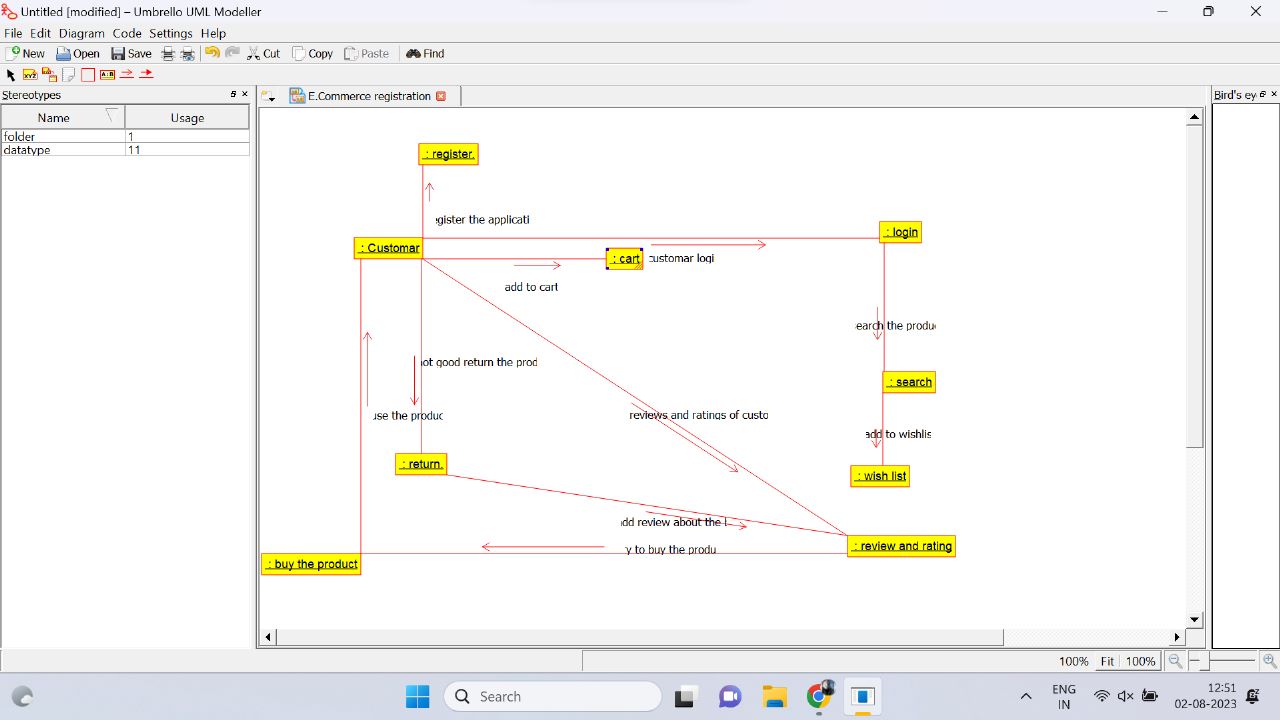 Untitled [modified] – Umbrello UML Modeller
File Edit Diagram Code Settings Help
New Open Save Cut Copy Paste Find
Stereotypes
E.Commerce registration
Bird's ey
Name Usage
folder 1
datatype 11
: register.
egister the applicati
: Customar
: login
: cart
customar logi
add to cart
earch the produ
not good return the prod
: search
use the produc
reviews and ratings of custo
add to wishlis
: return.
: wish list
add review about the
y to buy the produ
: review and rating
: buy the product
100% Fit 100%
Search
ENG
IN
12:51
02-08-2023